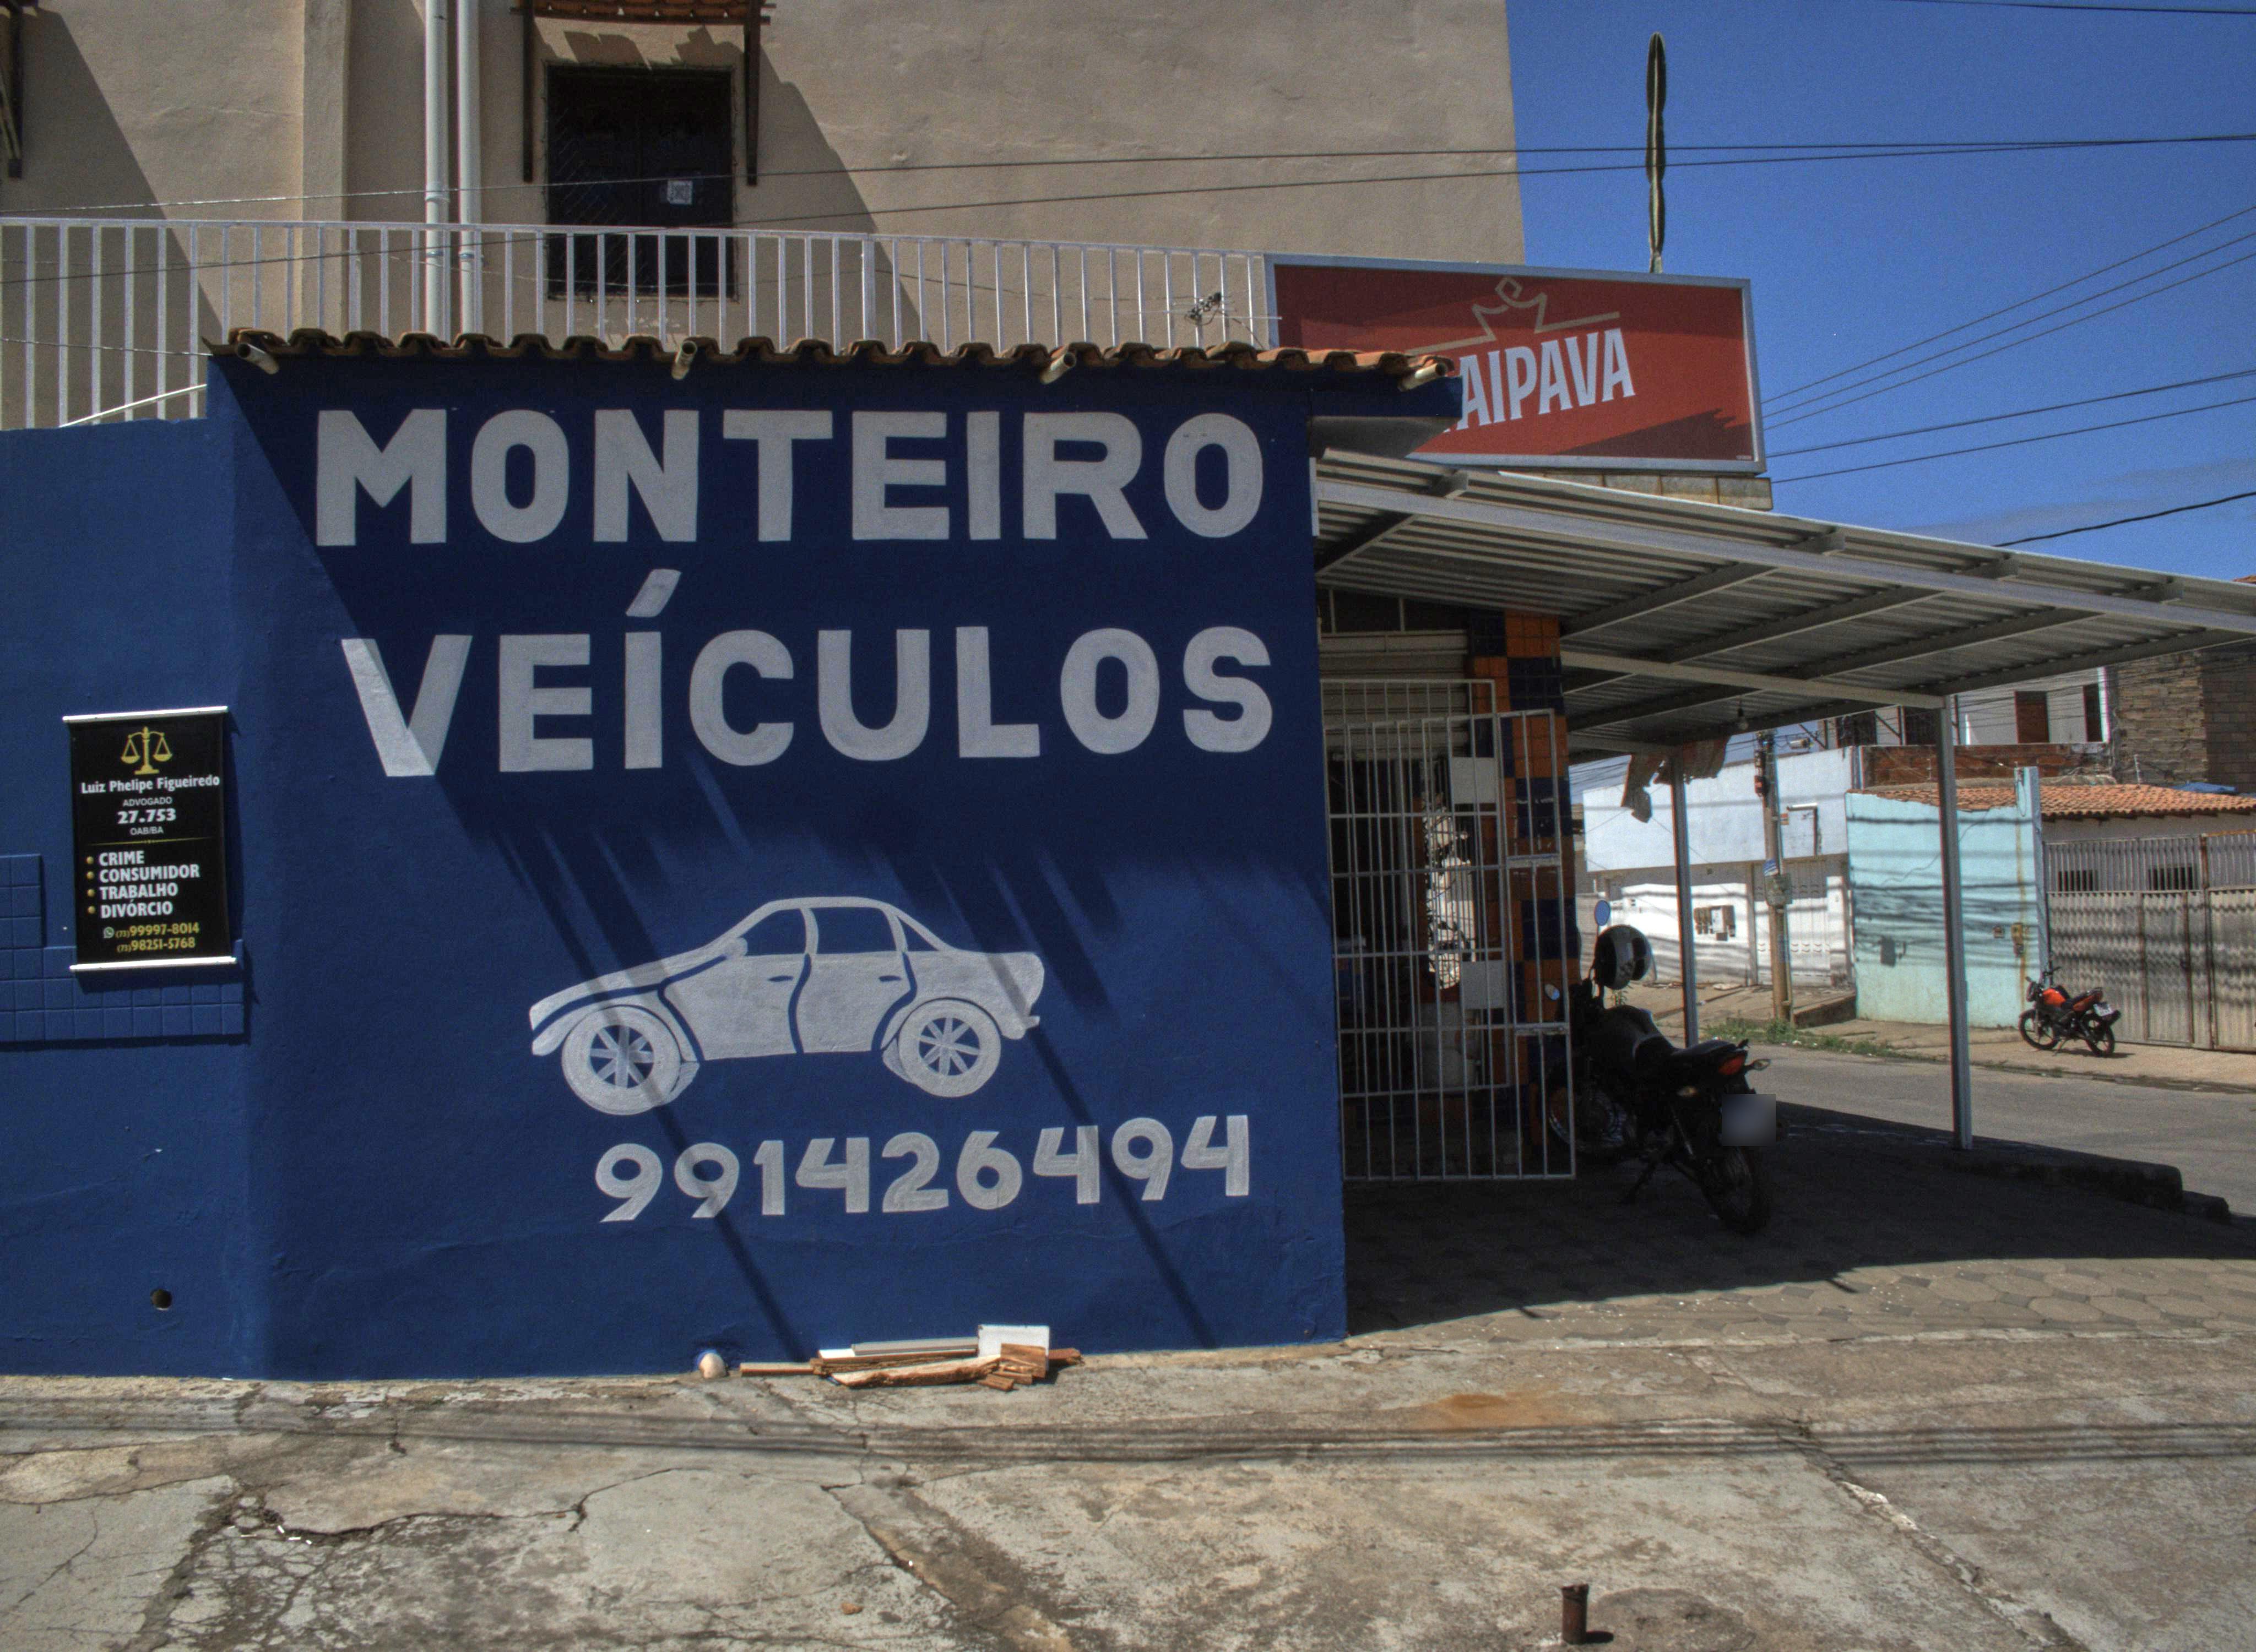 MONTEIRO
VEÍCULOS
991426494
AIPAVA
Luiz Phelipe Figueiredo
ADVOGADO
27.753
OAB/BA
CRIME
CONSUMIDOR
TRABALHO
DIVÓRCIO
99997-8014
98251-5768